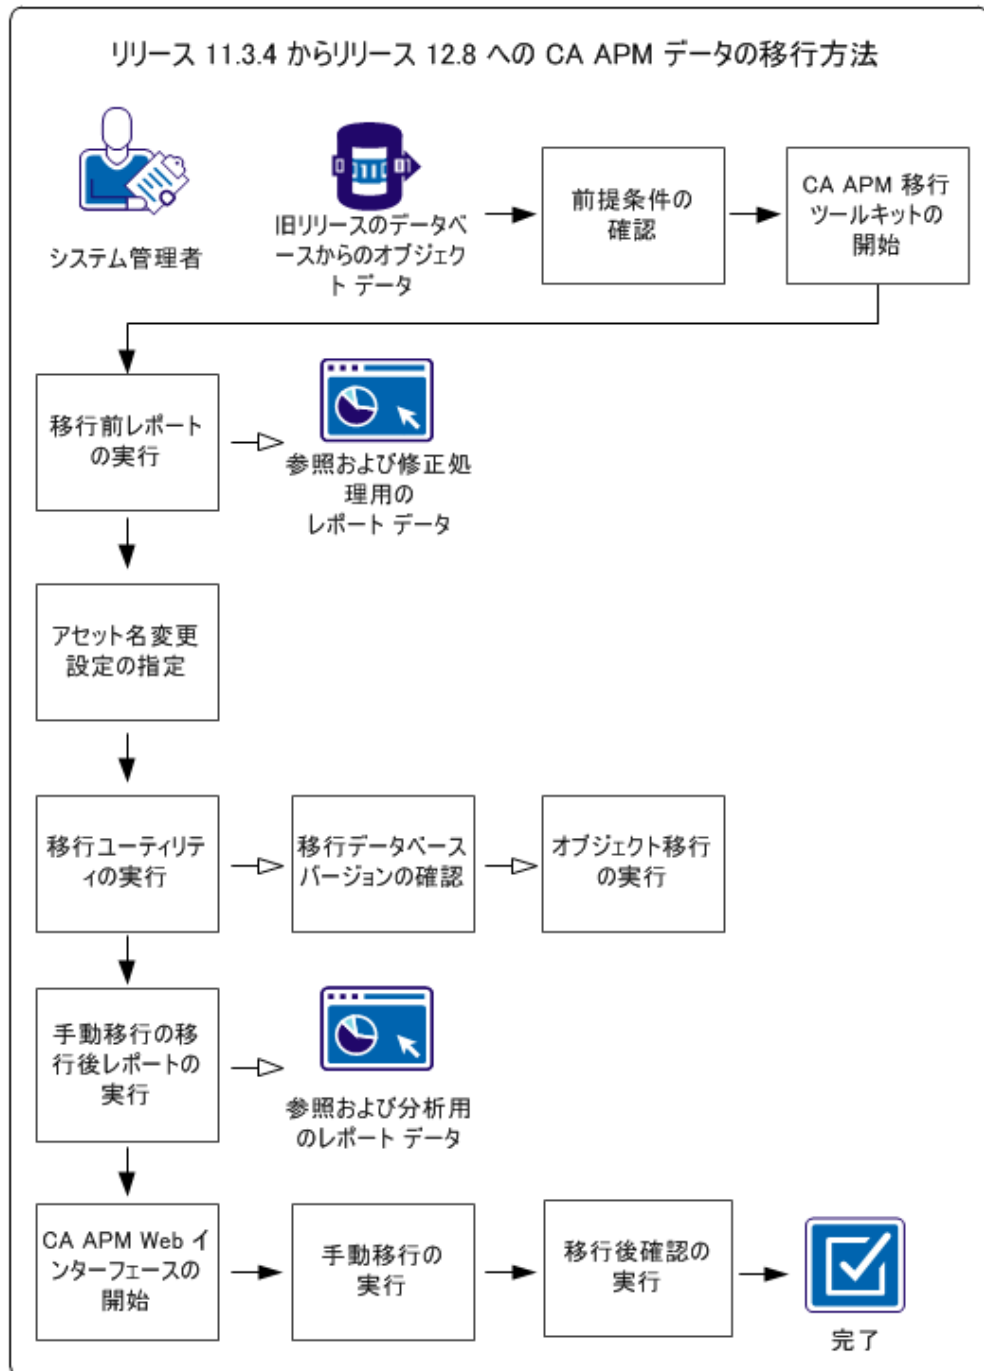 リリース 11.3.4 からリリース 12.8 への CA APM データの移行方法
システム管理者
旧リリースのデータベ
ースからのオブジェク
ト データ
前提条件の
確認
CA APM 移行
ツールキットの
開始
移行前レポート
の実行
参照および修正処
理用の
レポート データ
アセット名変更
設定の指定
移行ユーティリテ
ィの実行
移行データベース
バージョンの確認
オブジェクト移行
の実行
手動移行の移
行後レポートの
実行
参照および分析用
のレポート データ
CA APM Web イ
ンターフェースの
開始
手動移行の
実行
移行後確認の
実行
完了